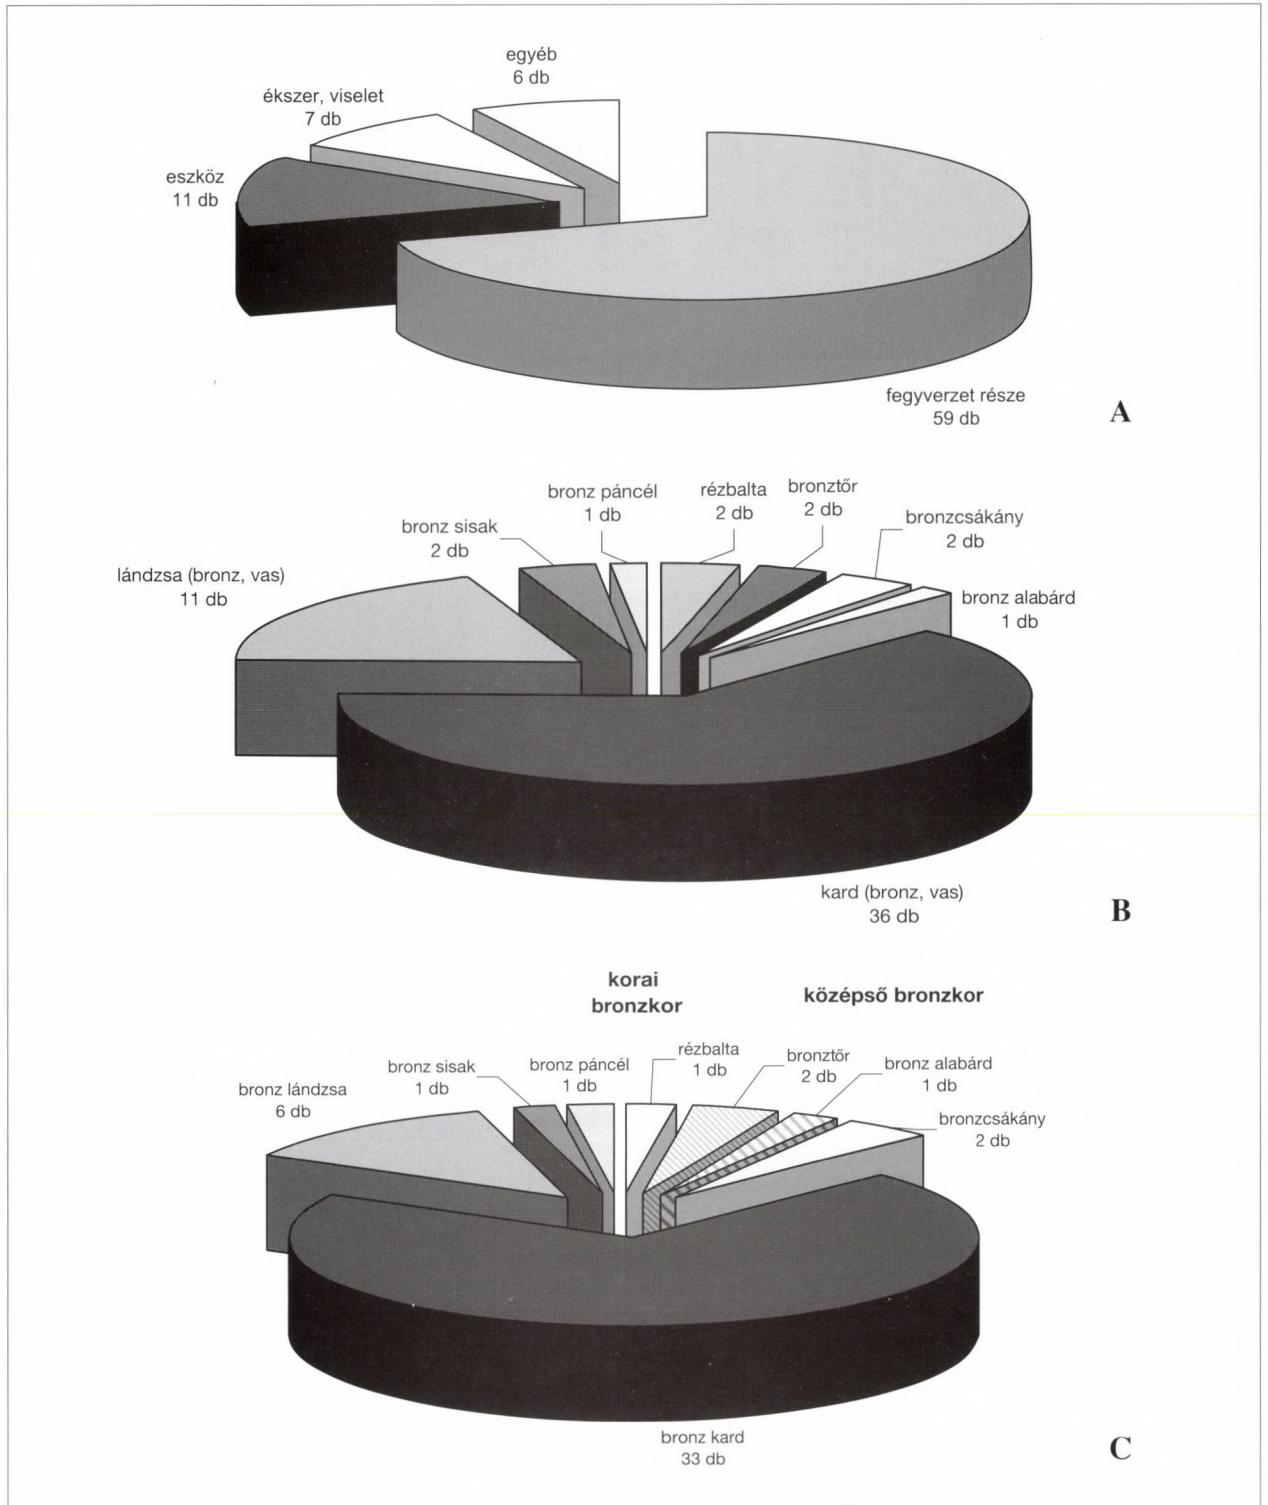 egyéb
6 db
ékszer, viselet
7 db
eszköz
11 db
fegyverzet része
59 db
A
bronz páncél
1 db
rézbalta
2 db
bronztőr
2 db
bronzcsákány
2 db
bronz sisak
2 db
lándzsa (bronz, vas)
11 db
bronz alabárd
1 db
kard (bronz, vas)
36 db
B
korai
bronzkor
középső bronzkor
rézbalta
1 db
bronztőr
2 db
bronz alabárd
1 db
bronz páncél
1 db
bronz sisak
1 db
bronz lándzsa
6 db
bronzcsákány
2 db
bronz kard
33 db
C